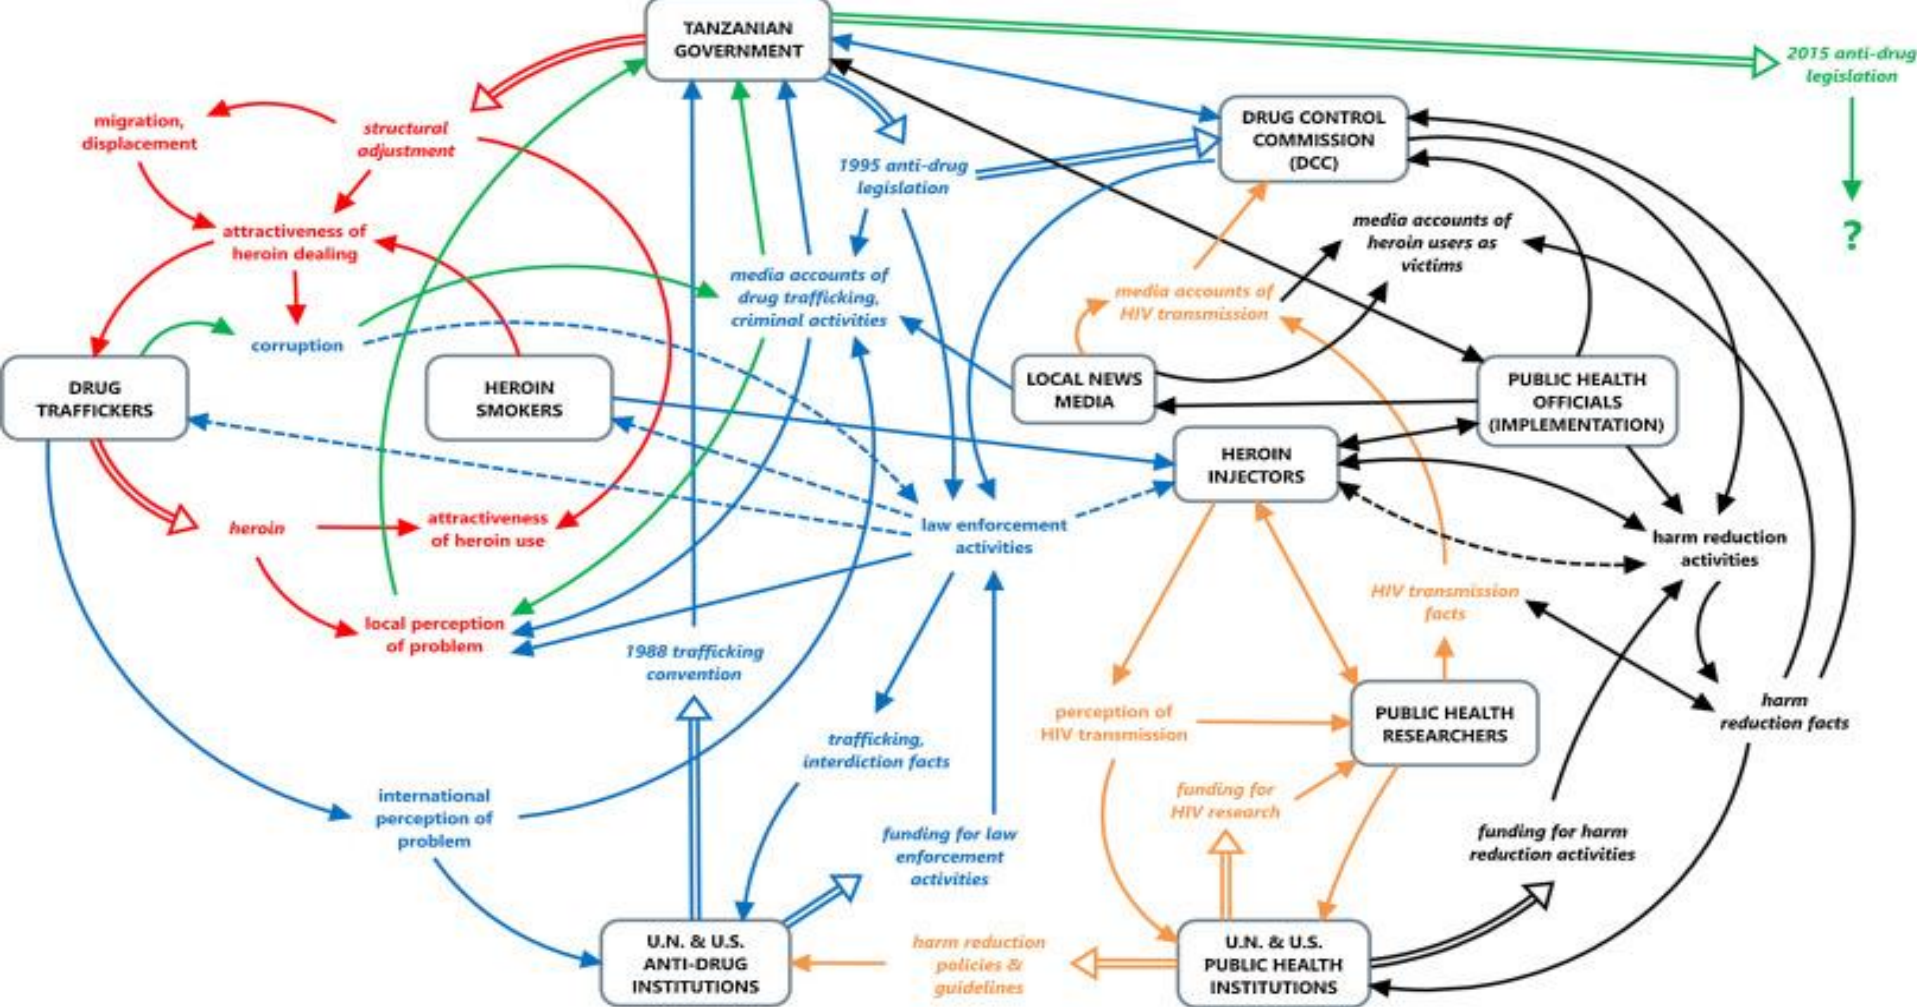 TANZANIAN
GOVERNMENT
2015 anti-drug
legislation
migration,
displacement
structural
adjustment
DRUG CONTROL
COMMISSION
(DCC)
1995 anti-drug
legislation
attractiveness of
heroin dealing
media accounts of
heroin users as
victims
?
media accounts of
drug trafficking,
criminal activities
media accounts of
HIV transmission
corruption
DRUG
TRAFFICKERS
HEROIN
SMOKERS
LOCAL NEWS
MEDIA
PUBLIC HEALTH
OFFICIALS
(IMPLEMENTATION)
HEROIN
INJECTORS
heroin
attractiveness
of heroin use
law enforcement
activities
harm reduction
activities
HIV transmission
facts
local perception
of problem
1988 trafficking
convention
perception of
HIV transmission
PUBLIC HEALTH
RESEARCHERS
harm
reduction facts
trafficking,
interdiction facts
international
perception of
problem
funding for
HIV research
funding for law
enforcement
activities
funding for harm
reduction activities
U.N. & U.S.
ANTI-DRUG
INSTITUTIONS
harm reduction
policies &
guidelines
U.N. & U.S.
PUBLIC HEALTH
INSTITUTIONS